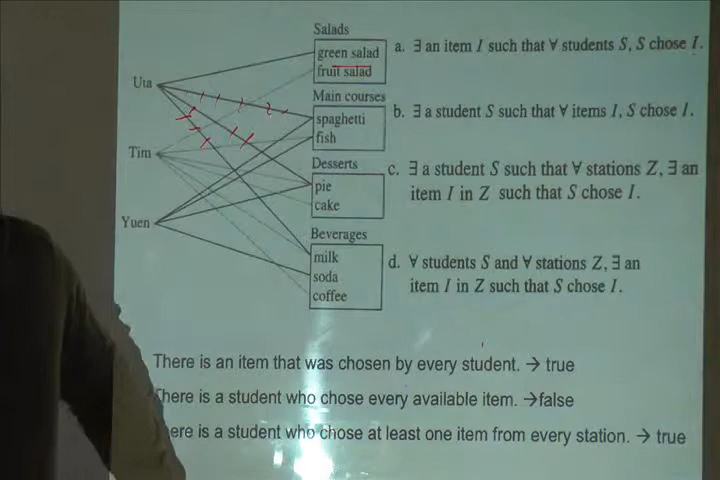 Salads
green salad
fruit salad
Main courses
spaghetti
fish
Desserts
pie
cake
Beverages
milk
soda
coffee
Uta
Tim
Yuen
a. ∃ an item I such that ∀ students S, S chose I.
b. ∃ a student S such that ∀ items I, S chose I.
c. ∃ a student S such that ∀ stations Z, ∃ an
item I in Z such that S chose I.
d. ∀ students S and ∀ stations Z, ∃ an
item I in Z such that S chose I.
There is an item that was chosen by every student. → true
There is a student who chose every available item. →false
ere is a student who chose at least one item from every station. → true